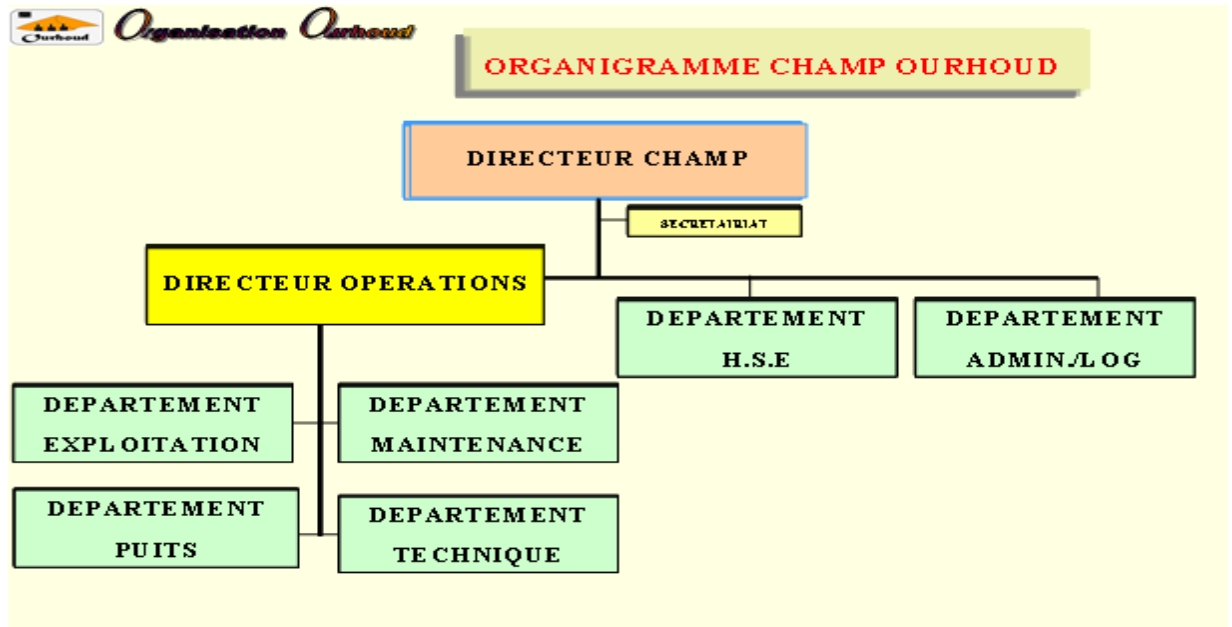 Ourhoud
Organisation Ourhoud
ORGANIGRAMME CHAMP OURHOUD
DIRECTEUR CHAMP
SECRETAIRIAT
DIRECTEUR OPERATIONS
DEPARTEMENT
H.S.E
DEPARTEMENT
ADMIN./LOG
DEPARTEMENT
EXPLOITATION
DEPARTEMENT
MAINTENANCE
DEPARTEMENT
PUITS
DEPARTEMENT
TECHNIQUE